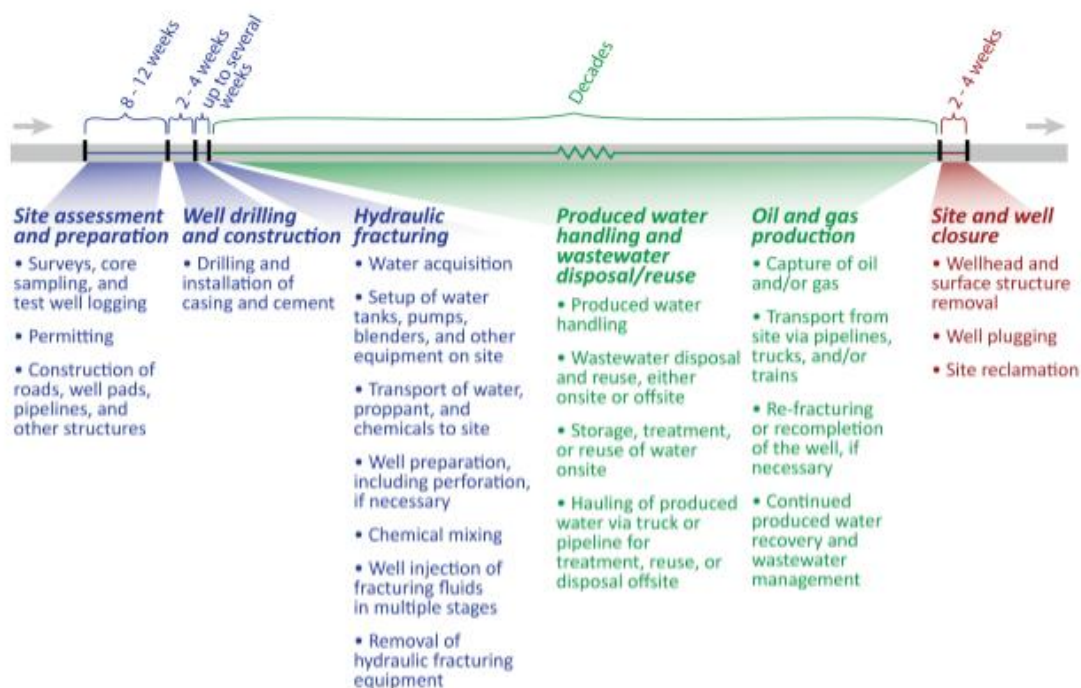 8 - 12 weeks
2 - 4 weeks
up to several
weeks
Decades
2 - 4 weeks
Site assessment
and preparation
• Surveys, core
sampling, and
test well logging
• Permitting
• Construction of
roads, well pads,
pipelines, and
other structures
Well drilling
and construction
• Drilling and
installation of
casing and cement
Hydraulic
fracturing
• Water acquisition
• Setup of water
tanks, pumps,
blenders, and other
equipment on site
• Transport of water,
proppant, and
chemicals to site
• Well preparation,
including perforation,
if necessary
• Chemical mixing
• Well injection of
fracturing fluids
in multiple stages
• Removal of
hydraulic fracturing
equipment
Produced water
handling and
wastewater
disposal/reuse
• Produced water
handling
• Wastewater disposal
and reuse, either
onsite or offsite
• Storage, treatment,
or reuse of water
onsite
• Hauling of produced
water via truck or
pipeline for
treatment, reuse, or
disposal offsite
Oil and gas
production
• Capture of oil
and/or gas
• Transport from
site via pipelines,
trucks, and/or
trains
• Re-fracturing
or recompletion
of the well, if
necessary
• Continued
produced water
recovery and
wastewater
management
Site and well
closure
• Wellhead and
surface structure
removal
• Well plugging
• Site reclamation